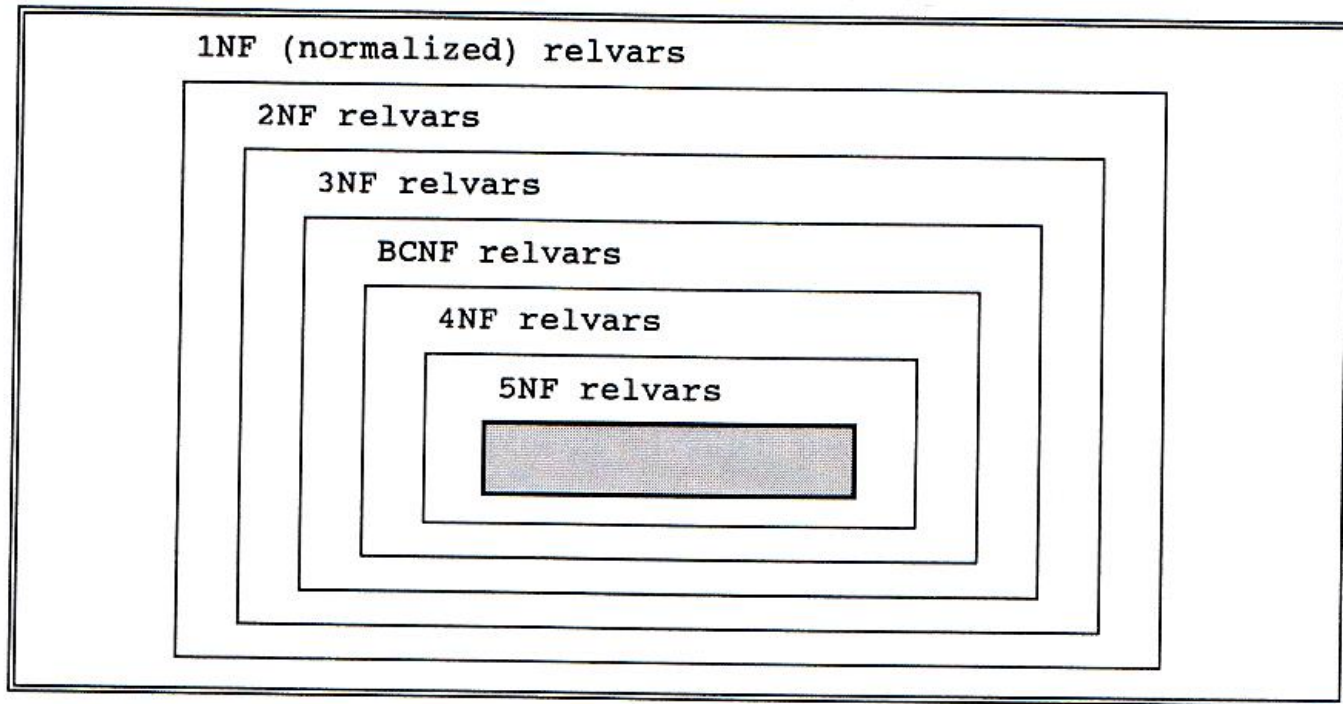 1NF (normalized) relvars
2NF relvars
3NF relvars
BCNF relvars
4NF relvars
5NF relvars